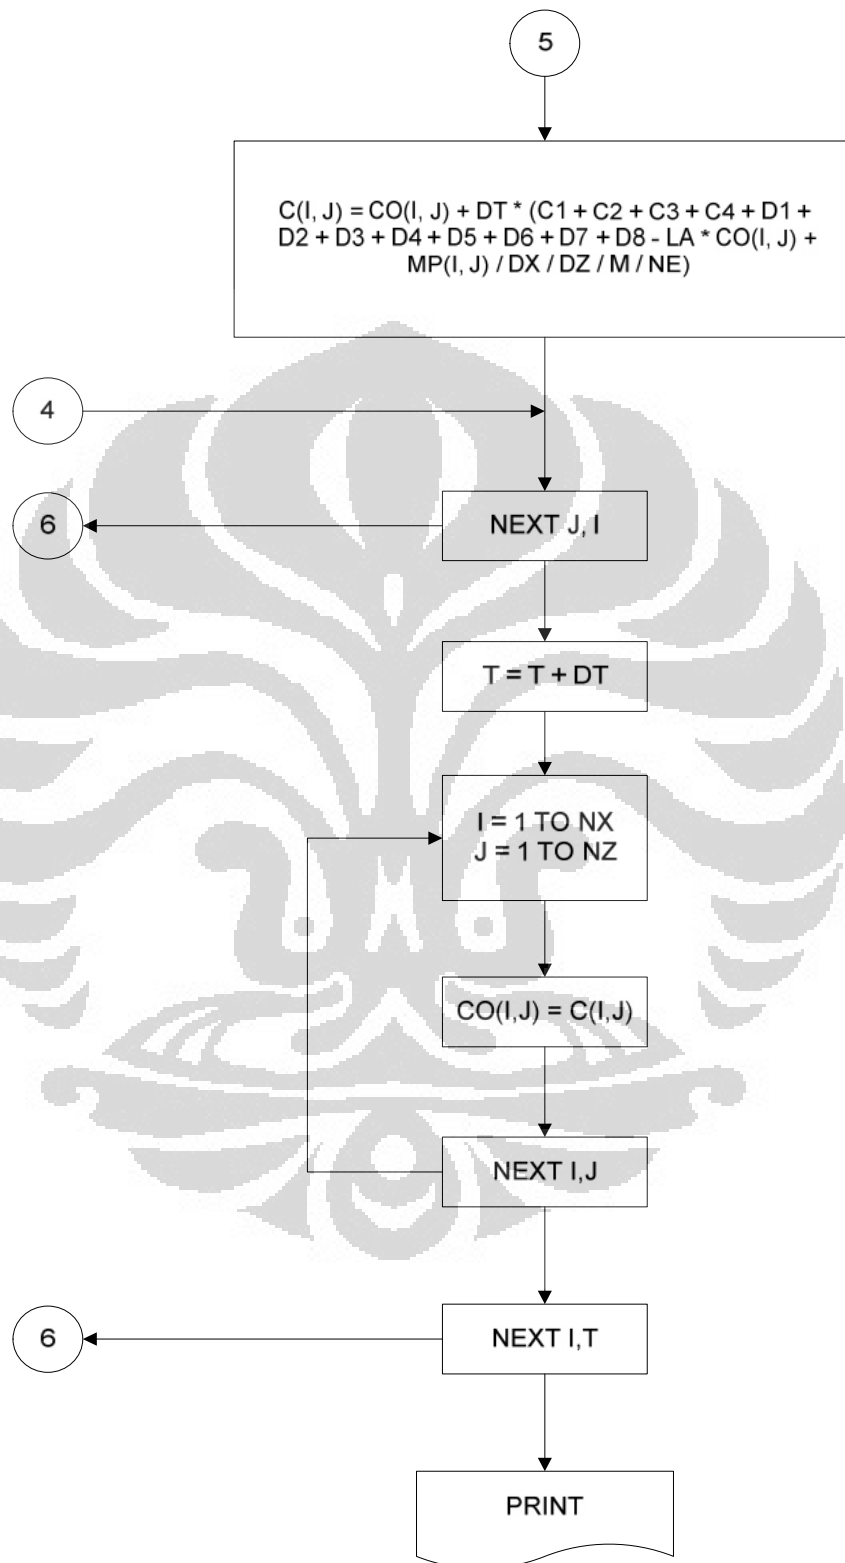 5
C(I, J) = CO(I, J) + DT * (C1 + C2 + C3 + C4 + D1 +
D2 + D3 + D4 + D5 + D6 + D7 + D8 - LA * CO(I, J) +
MP(I, J) / DX / DZ / M / NE)
4
6
NEXT J, I
T = T + DT
I = 1 TO NX
J = 1 TO NZ
CO(I,J) = C(I,J)
NEXT I,J
6
NEXT I,T
PRINT